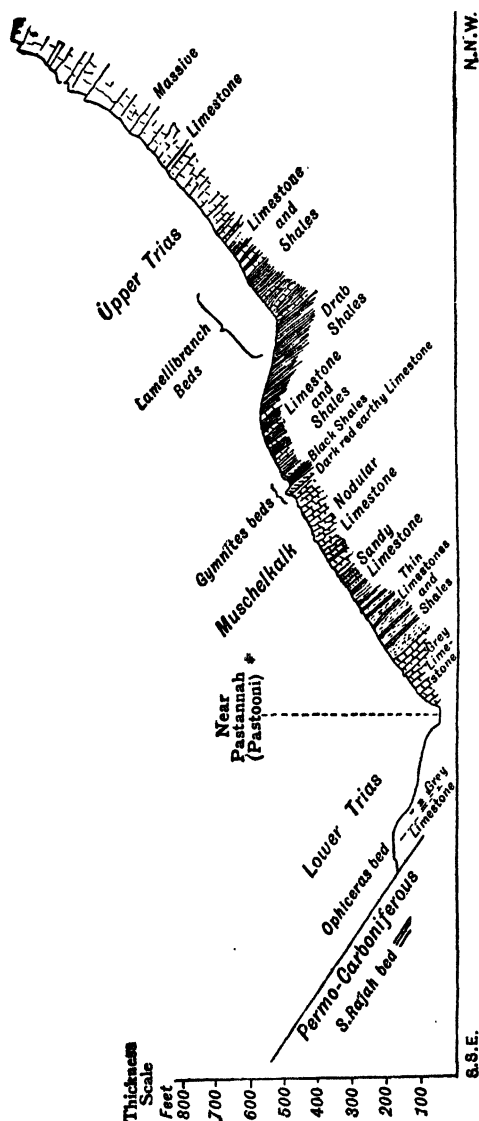 Thickness
Scale
Feet
800
700
600
500
400
300
200
100
S.S.E.
N.N.W.
Permo-Carboniferous
S. Rajah bed
Ophiceras bed
Lower Trias
Grey
Limestone
Near
Pastannah *
(Pastooni)
Grey
Lime-
stone
Thin
Limestones
and
Shales
Sandy
Limestone
Nodular
Limestone
Muschelkalk
Gymnites beds
Dark red earthy Limestone
Black Shales
Limestone
and
Shales
Drab
Shales
Lamellibranch
Beds
Upper Trias
Limestone
and
Shales
Massive
Limestone